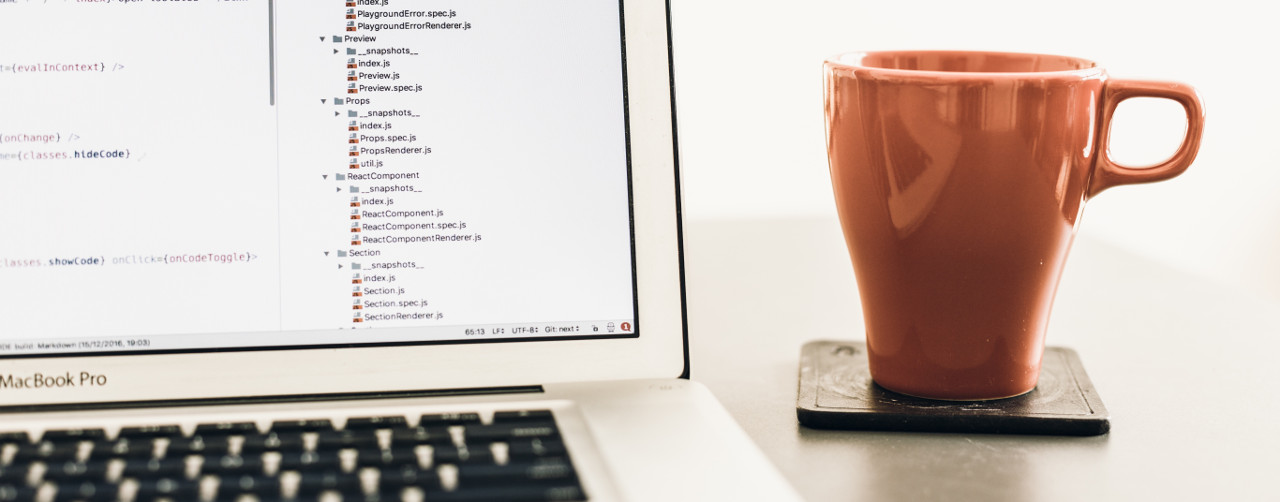 t={evalInContext} />
{onChange} />
me={classes.hideCode}
classes.showCode} onClick={onCodeToggle}>
index.js
PlaygroundError.spec.js
PlaygroundErrorRenderer.js
Preview
__snapshots__
index.js
Preview.js
Preview.spec.js
Props
__snapshots__
index.js
Props.spec.js
PropsRenderer.js
util.js
ReactComponent
__snapshots__
index.js
ReactComponent.js
ReactComponent.spec.js
ReactComponentRenderer.js
Section
__snapshots__
index.js
Section.js
Section.spec.js
SectionRenderer.js
IDE build: Markdown (15/12/2016, 19:03) 65:13 LF UTF-8 Git: next 1
MacBook Pro